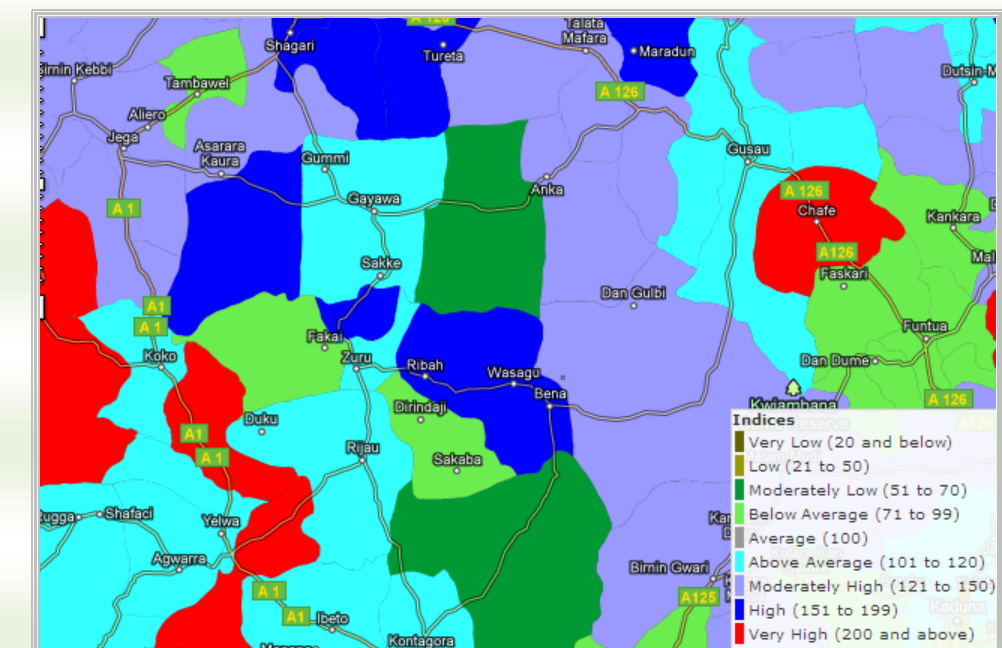 A 126
Shagari
Talata
Mafara
Tureta
Maradun
Birnin Kebbi
Tambawel
A 126
Aliero
Jega
Asarara
Kaura
Gummi
Gusau
Anka
A 126
Gayawa
A 1
Chafe
Kankara
A126
Sakke
Faskari
Dan Gulbi
A1
A 1
Funtua
Fakai
Koko
Zuru
Ribah
Wasagu
Dan Dume
Bena
Kwiambana
Reserve
A 126
Dirindaji
Duku
A1
Rijau
A1
Sakaba
Shafaci
Yelwa
Agwarra
Birnin Gwari
A 1
A125
A1
Ibeto
Kontagora
Kaduna
Indices
Very Low (20 and below)
Low (21 to 50)
Moderately Low (51 to 70)
Below Average (71 to 99)
Average (100)
Above Average (101 to 120)
Moderately High (121 to 150)
High (151 to 199)
Very High (200 and above)